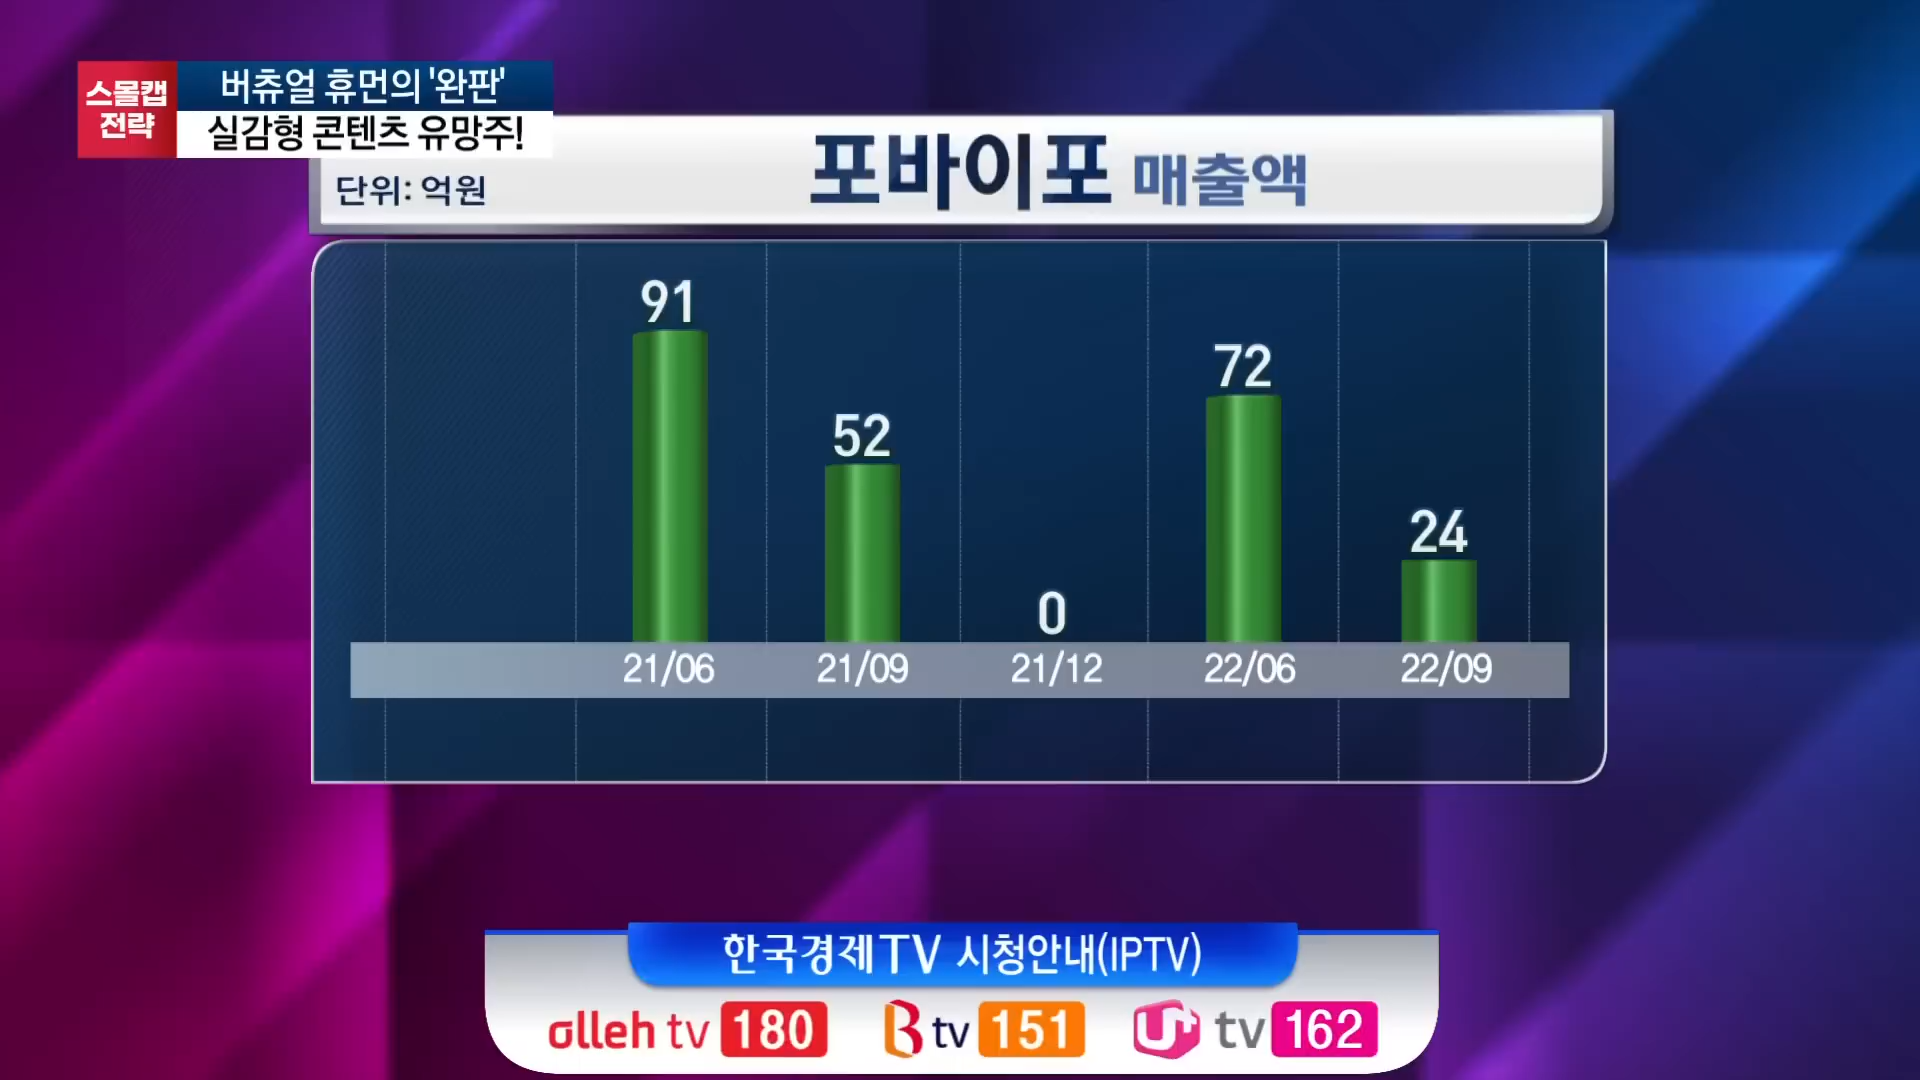 스몰캡
전략
버츄얼 휴먼의 '완판'
실감형 콘텐츠 유망주!
포바이포 매출액
단위: 억원
91
52
0
72
24
21/06
21/09
21/12
22/06
22/09
한국경제TV 시청안내(IPTV)
olleh tv 180
B tv 151
U+ tv 162